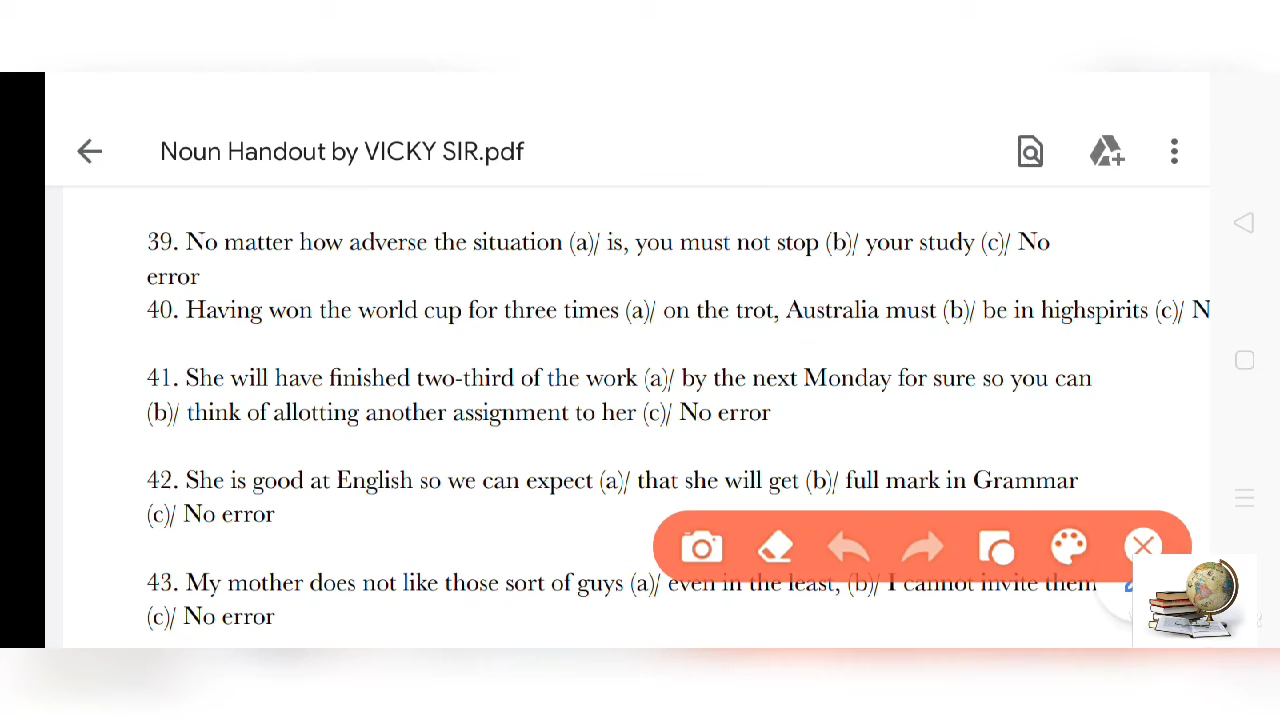 Noun Handout by VICKY SIR.pdf
39. No matter how adverse the situation (a)/ is, you must not stop (b)/ your study (c)/ No
error
40. Having won the world cup for three times (a)/ on the trot, Australia must (b)/ be in highspirits (c)/ N
41. She will have finished two-third of the work (a)/ by the next Monday for sure so you can
(b)/ think of allotting another assignment to her (c)/ No error
42. She is good at English so we can expect (a)/ that she will get (b)/ full mark in Grammar
(c)/ No error
43. My mother does not like those sort of guys (a)/ even in the least, (b)/ I cannot invite them
(c)/ No error